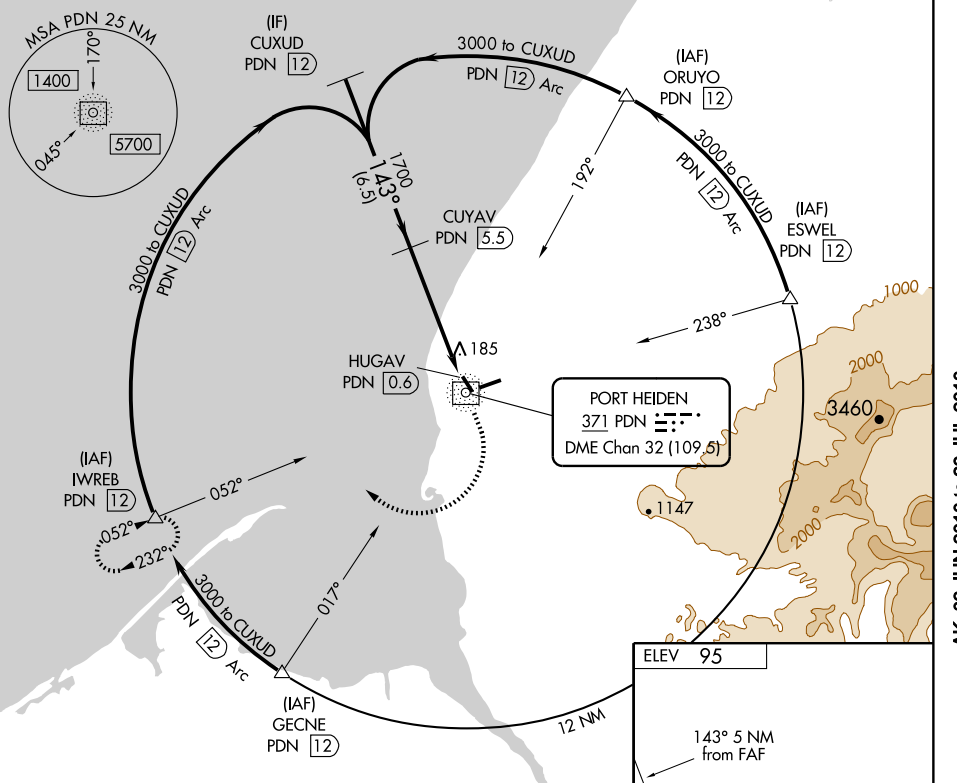 MSA PDN 25 NM
170°
1400
045°
5700
(IF)
CUXUD
PDN 12
3000 to CUXUD
PDN 12 Arc
(IAF)
ORUYO
PDN 12
192°
3000 to CUXUD
PDN 12 Arc
(IAF)
ESWEL
PDN 12
238°
3000 to CUXUD
PDN 12 Arc
1700
143°
(6.5)
CUYAV
PDN 5.5
HUGAV
PDN 0.6
185
PORT HEIDEN
371 PDN
DME Chan 32 (109.5)
1000
2000
3460
1147
2000
(IAF)
IWREB
PDN 12
052°
052°
232°
017°
3000 to CUXUD
PDN 12 Arc
(IAF)
GECNE
PDN 12
12 NM
ELEV 95
143° 5 NM
from FAF